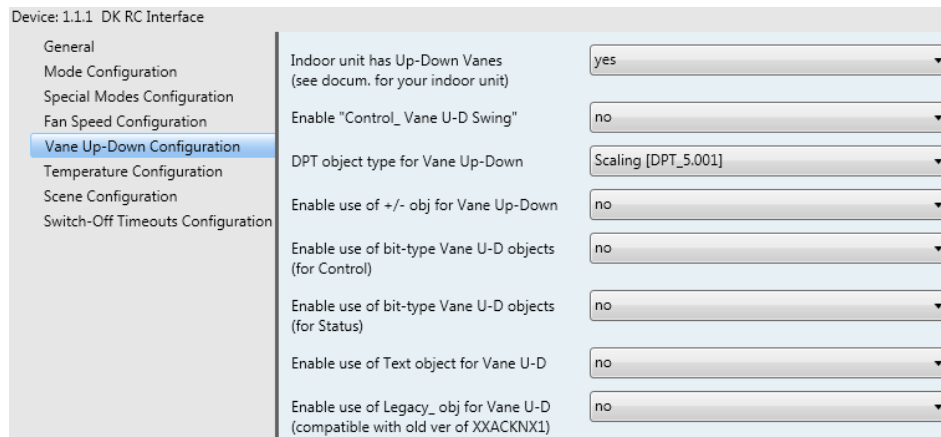 Device: 1.1.1 DK RC Interface
General
Mode Configuration
Special Modes Configuration
Fan Speed Configuration
Vane Up-Down Configuration
Temperature Configuration
Scene Configuration
Switch-Off Timeouts Configuration
Indoor unit has Up-Down Vanes
(see docum. for your indoor unit)
yes
Enable "Control_ Vane U-D Swing"
no
DPT object type for Vane Up-Down
Scaling [DPT_5.001]
Enable use of +/- obj for Vane Up-Down
no
Enable use of bit-type Vane U-D objects
(for Control)
no
Enable use of bit-type Vane U-D objects
(for Status)
no
Enable use of Text object for Vane U-D
no
Enable use of Legacy_ obj for Vane U-D
(compatible with old ver of XXACKNX1)
no